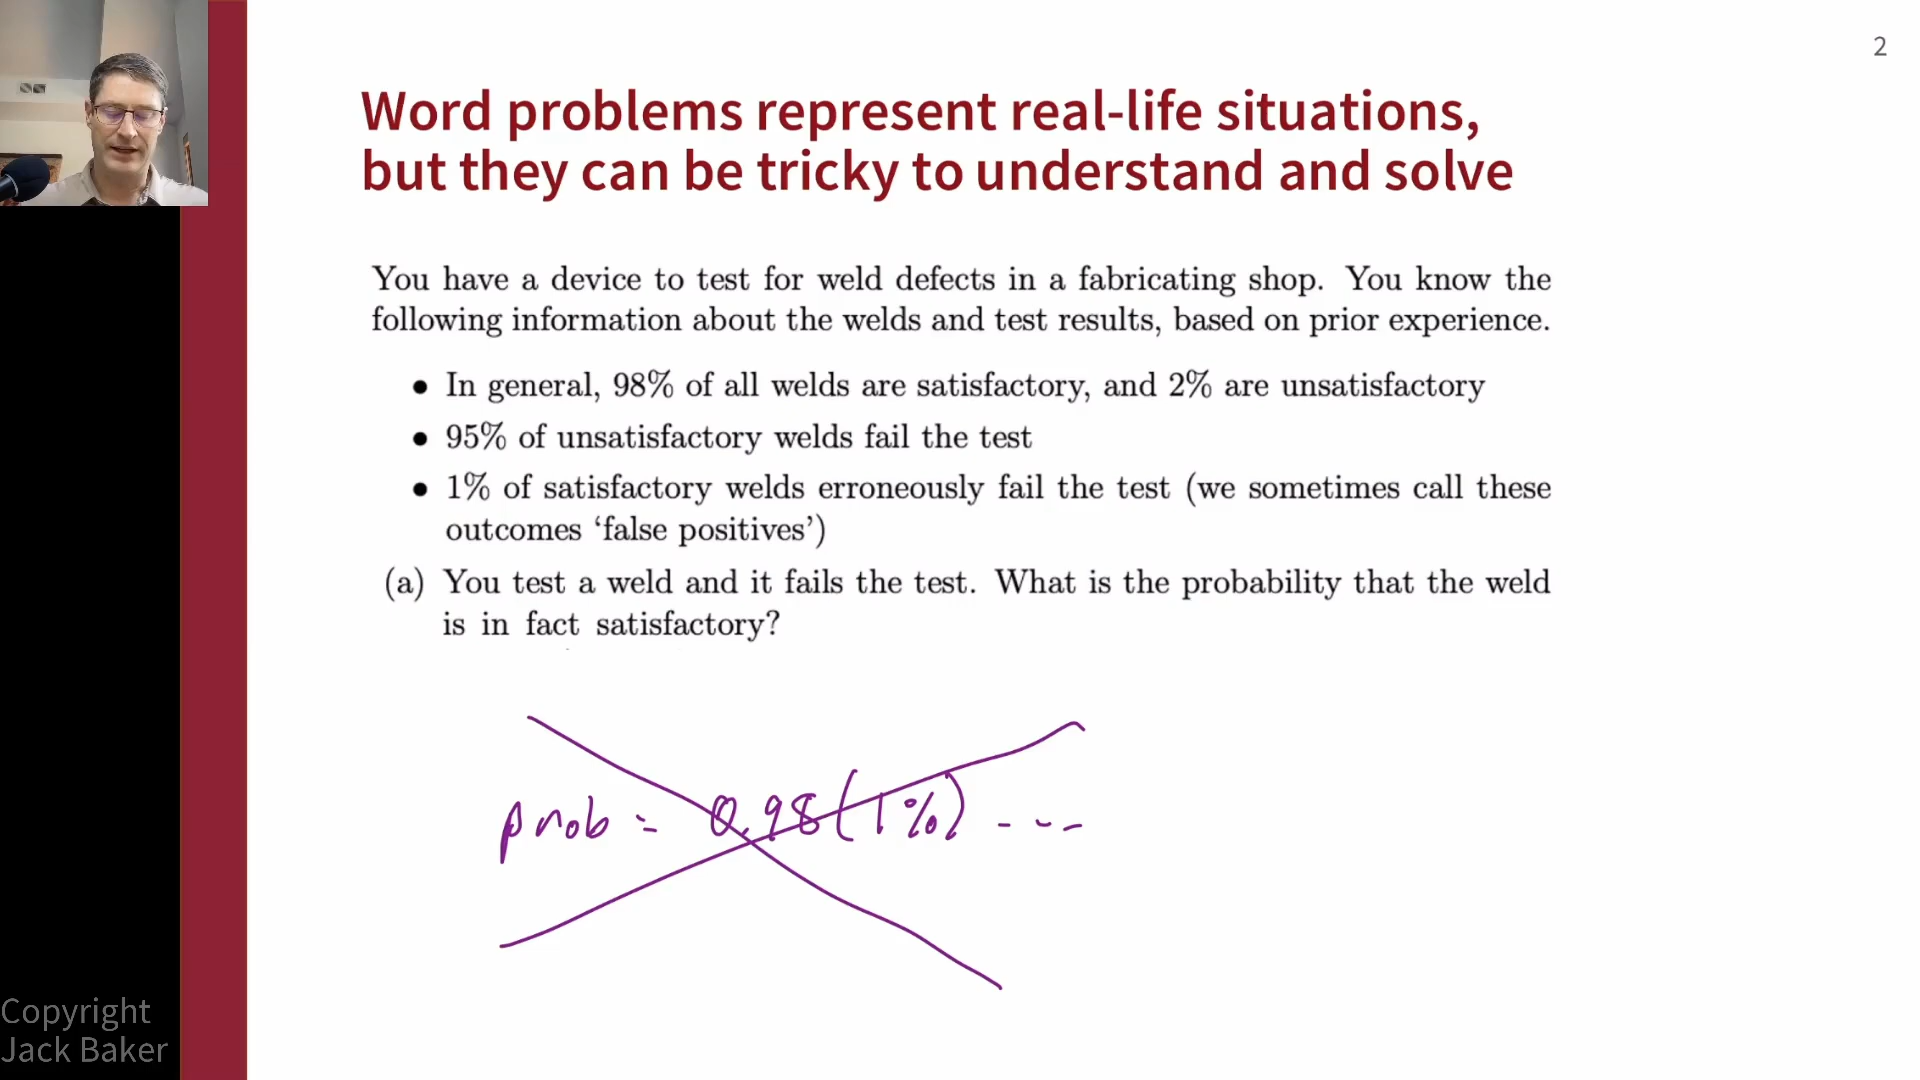 2
Word problems represent real-life situations,
but they can be tricky to understand and solve
You have a device to test for weld defects in a fabricating shop. You know the
following information about the welds and test results, based on prior experience.
• In general, 98% of all welds are satisfactory, and 2% are unsatisfactory
• 95% of unsatisfactory welds fail the test
• 1% of satisfactory welds erroneously fail the test (we sometimes call these
outcomes ‘false positives’)
(a) You test a weld and it fails the test. What is the probability that the weld
is in fact satisfactory?
prob = 0.98(1%) ---
Copyright
Jack Baker